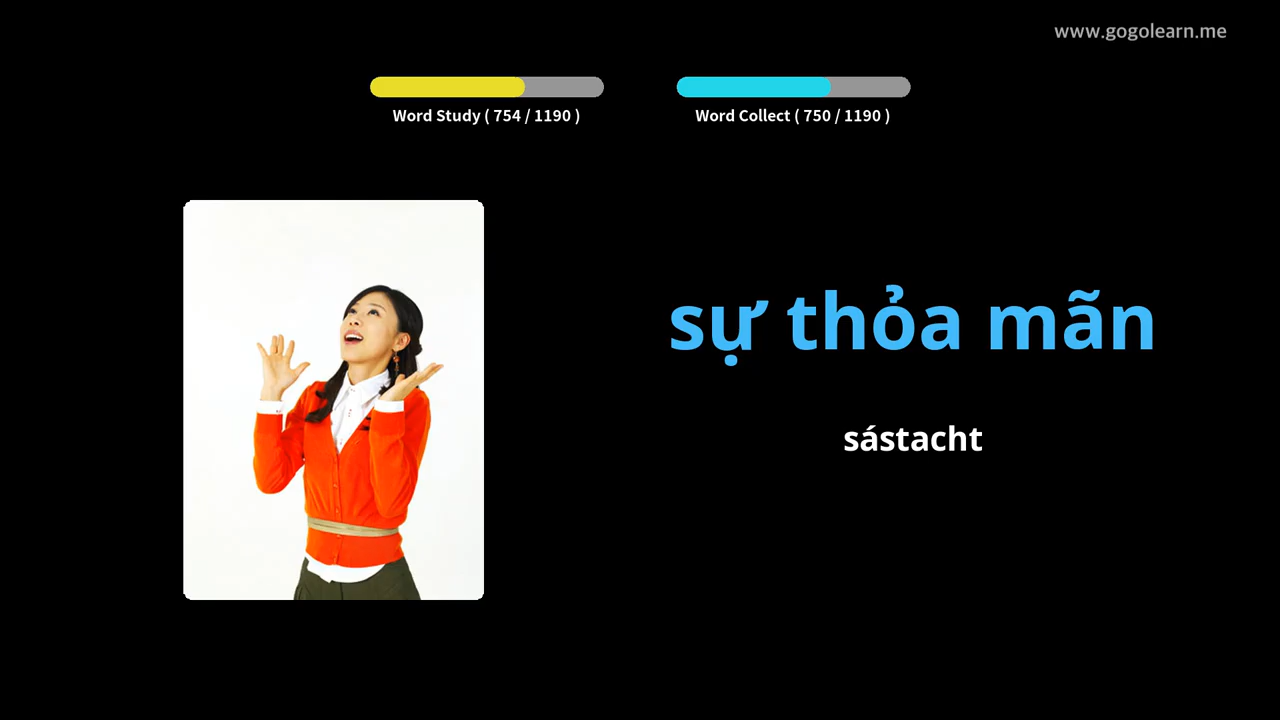 www.gogolearn.me
Word Study ( 754 / 1190 )
Word Collect ( 750 / 1190 )
sự thỏa mãn
sástacht